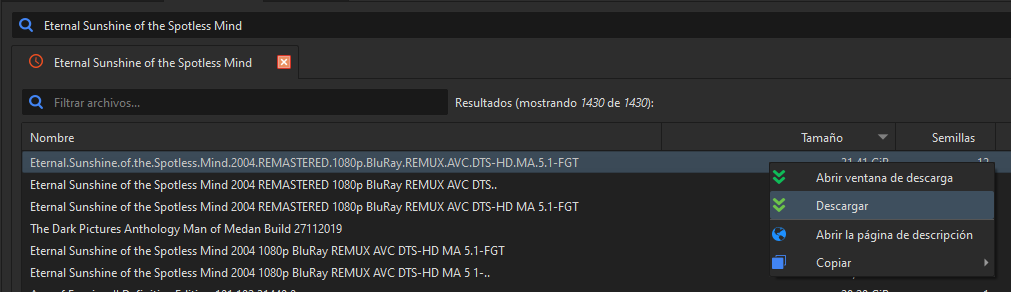 Eternal Sunshine of the Spotless Mind
Eternal Sunshine of the Spotless Mind
Filtrar archivos... Resultados (mostrando 1430 de 1430):
Nombre Tamaño Semillas
Eternal.Sunshine.of.the.Spotless.Mind.2004.REMASTERED.1080p.BluRay.REMUX.AVC.DTS-HD.MA.5.1-FGT
Abrir ventana de descarga
Eternal Sunshine of the Spotless Mind 2004 REMASTERED 1080p BluRay REMUX AVC DTS..
Eternal Sunshine of the Spotless Mind 2004 REMASTERED 1080p BluRay REMUX AVC DTS-HD MA 5.1-FGT
Descargar
The Dark Pictures Anthology Man of Medan Build 27112019
Abrir la página de descripción
Eternal Sunshine of the Spotless Mind 2004 1080p BluRay REMUX AVC DTS-HD MA 5.1-FGT
Copiar
Eternal Sunshine of the Spotless Mind 2004 1080p BluRay REMUX AVC DTS-HD MA 5 1-..